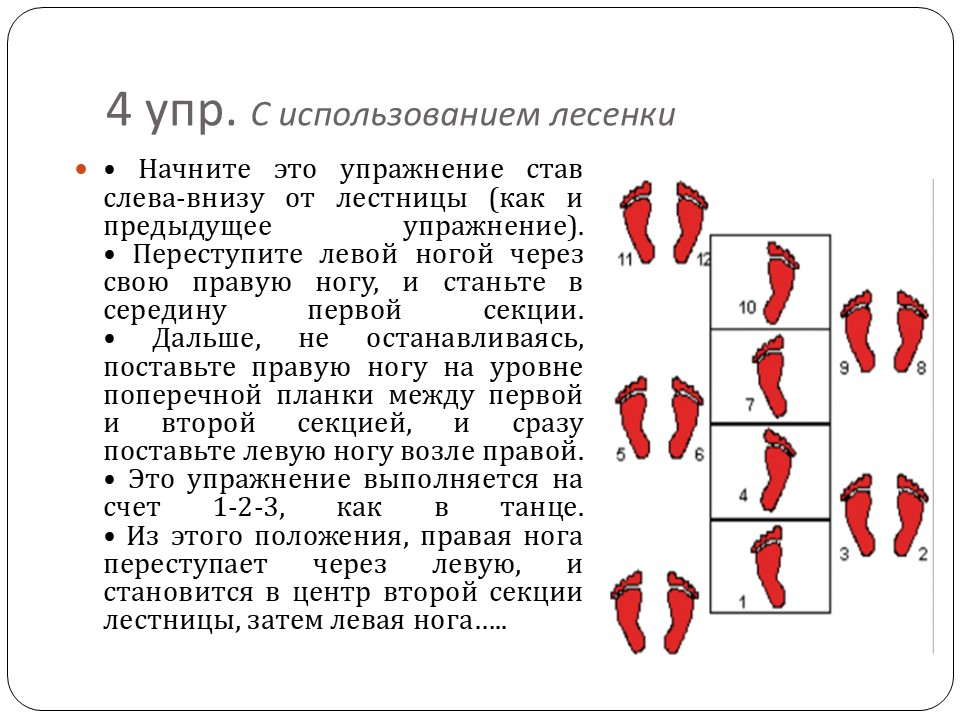 4 упр. С использованием лесенки
• • Начните это упражнение став
слева-внизу от лестницы (как и
предыдущее упражнение).
• Переступите левой ногой через
свою правую ногу, и станьте в
середину первой секции.
• Дальше, не останавливаясь,
поставьте правую ногу на уровне
поперечной планки между первой
и второй секцией, и сразу
поставьте левую ногу возле правой.
• Это упражнение выполняется на
счет 1-2-3, как в танце.
• Из этого положения, правая нога
переступает через левую, и
становится в центр второй секции
лестницы, затем левая нога…..
11 12
10
9 8
7
5 6
4
3 2
1